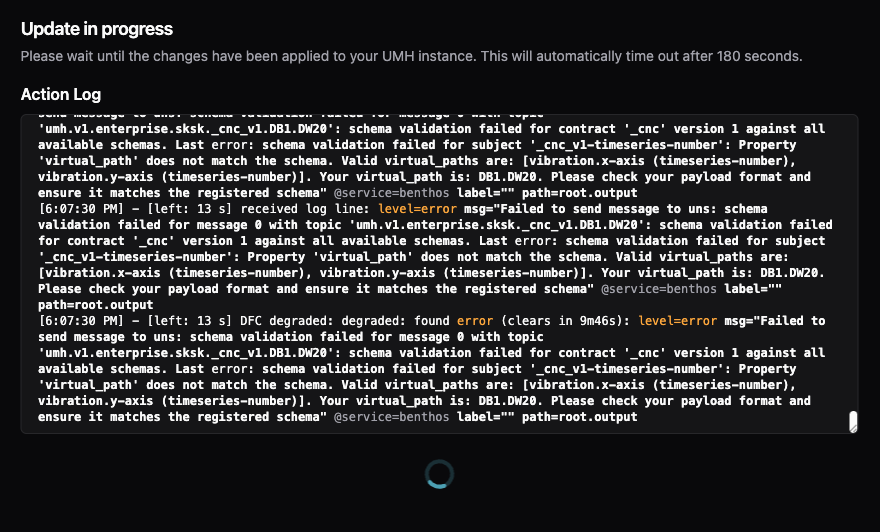 Update in progress
Please wait until the changes have been applied to your UMH instance. This will automatically time out after 180 seconds.
Action Log
send message to uns: schema validation failed for message 0 with topic
'umh.v1.enterprise.sksk._cnc_v1.DB1.DW20': schema validation failed for contract '_cnc' version 1 against all
available schemas. Last error: schema validation failed for subject '_cnc_v1-timeseries-number': Property
'virtual_path' does not match the schema. Valid virtual_paths are: [vibration.x-axis (timeseries-number),
vibration.y-axis (timeseries-number)]. Your virtual_path is: DB1.DW20. Please check your payload format and
ensure it matches the registered schema" @service=benthos label="" path=root.output
[6:07:30 PM] – [left: 13 s] received log line: level=error msg="Failed to send message to uns: schema
validation failed for message 0 with topic 'umh.v1.enterprise.sksk._cnc_v1.DB1.DW20': schema validation failed
for contract '_cnc' version 1 against all available schemas. Last error: schema validation failed for subject
'_cnc_v1-timeseries-number': Property 'virtual_path' does not match the schema. Valid virtual_paths are:
[vibration.x-axis (timeseries-number), vibration.y-axis (timeseries-number)]. Your virtual_path is: DB1.DW20.
Please check your payload format and ensure it matches the registered schema" @service=benthos label=""
path=root.output
[6:07:30 PM] – [left: 13 s] DFC degraded: degraded: found error (clears in 9m46s): level=error msg="Failed to
send message to uns: schema validation failed for message 0 with topic
'umh.v1.enterprise.sksk._cnc_v1.DB1.DW20': schema validation failed for contract '_cnc' version 1 against all
available schemas. Last error: schema validation failed for subject '_cnc_v1-timeseries-number': Property
'virtual_path' does not match the schema. Valid virtual_paths are: [vibration.x-axis (timeseries-number),
vibration.y-axis (timeseries-number)]. Your virtual_path is: DB1.DW20. Please check your payload format and
ensure it matches the registered schema" @service=benthos label="" path=root.output